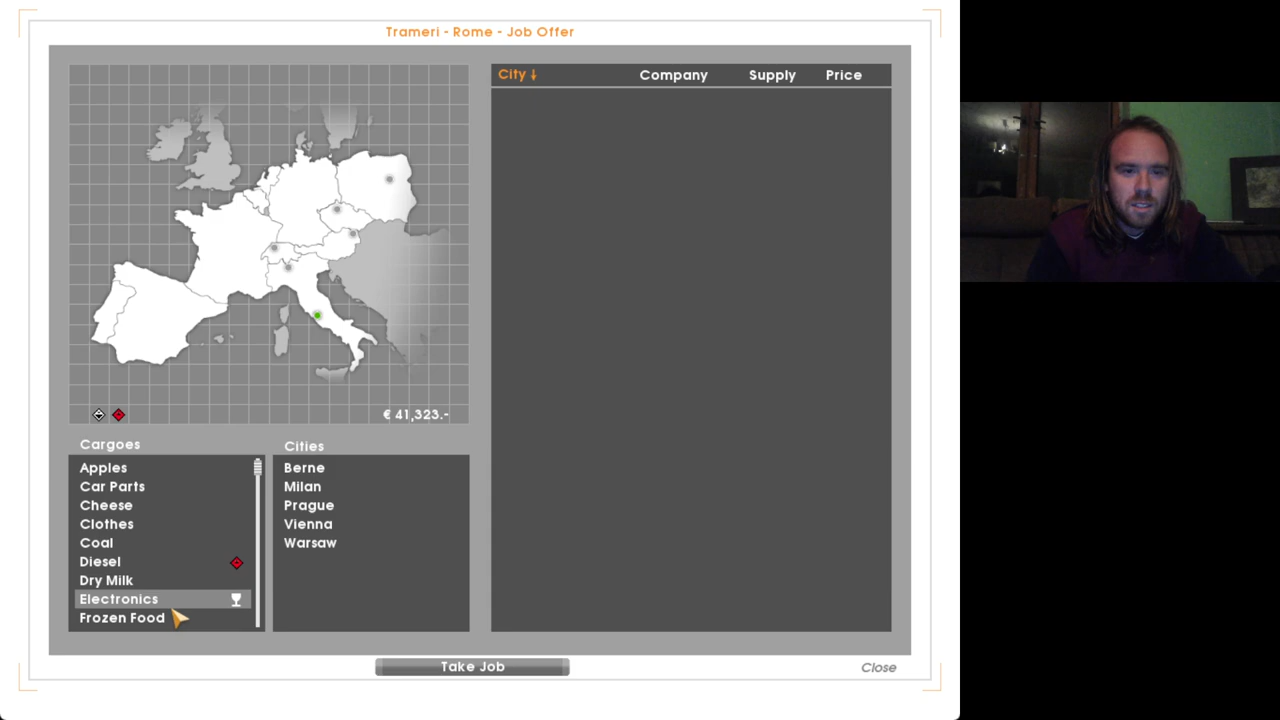 Trameri - Rome - Job Offer
City ↓ Company Supply Price
€ 41,323.-
Cargoes
Apples
Car Parts
Cheese
Clothes
Coal
Diesel
Dry Milk
Electronics
Frozen Food
Cities
Berne
Milan
Prague
Vienna
Warsaw
Take Job
Close